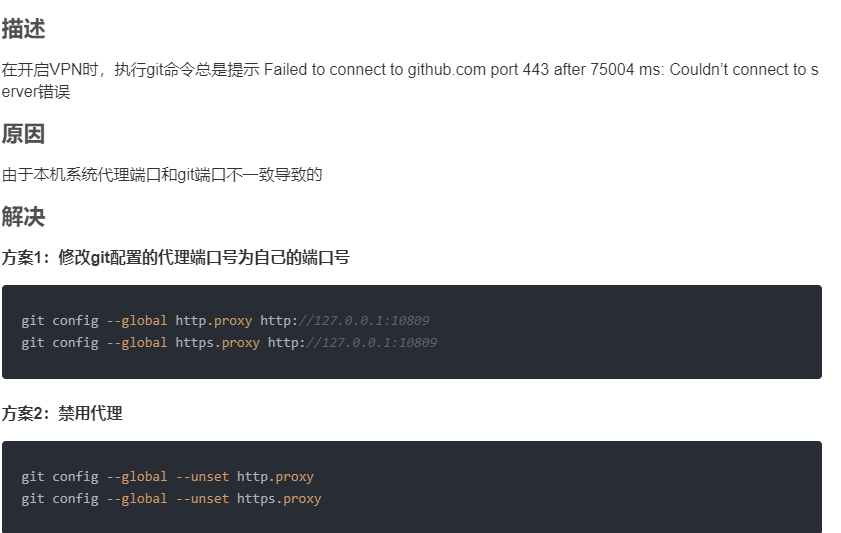 描述
在开启VPN时，执行git命令总是提示 Failed to connect to github.com port 443 after 75004 ms: Couldn’t connect to s
erver错误
原因
由于本机系统代理端口和git端口不一致导致的
解决
方案1：修改git配置的代理端口号为自己的端口号
git config --global http.proxy http://127.0.0.1:10809
git config --global https.proxy http://127.0.0.1:10809
方案2：禁用代理
git config --global --unset http.proxy
git config --global --unset https.proxy